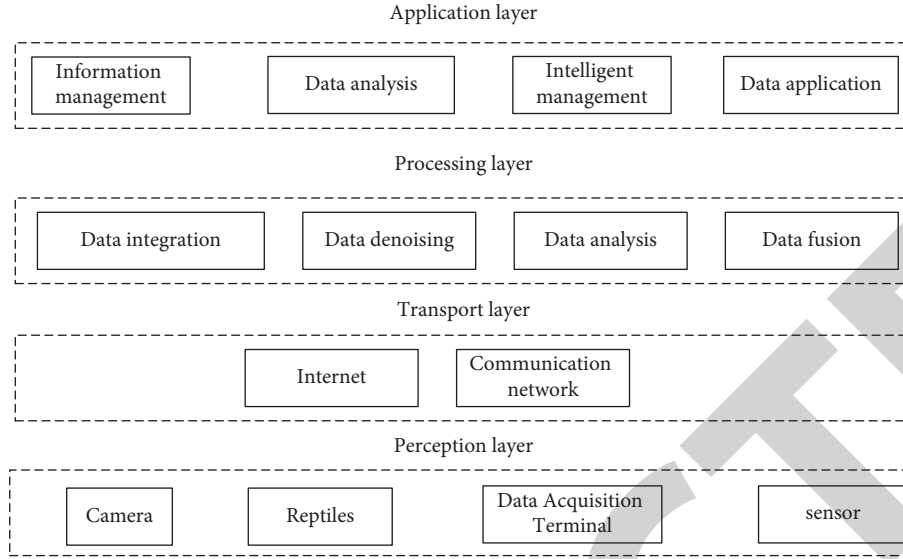 Application layer
Information
management
Data analysis
Intelligent
management
Data application
Processing layer
Data integration
Data denoising
Data analysis
Data fusion
Transport layer
Internet
Communication
network
Perception layer
Camera
Reptiles
Data Acquisition
Terminal
sensor